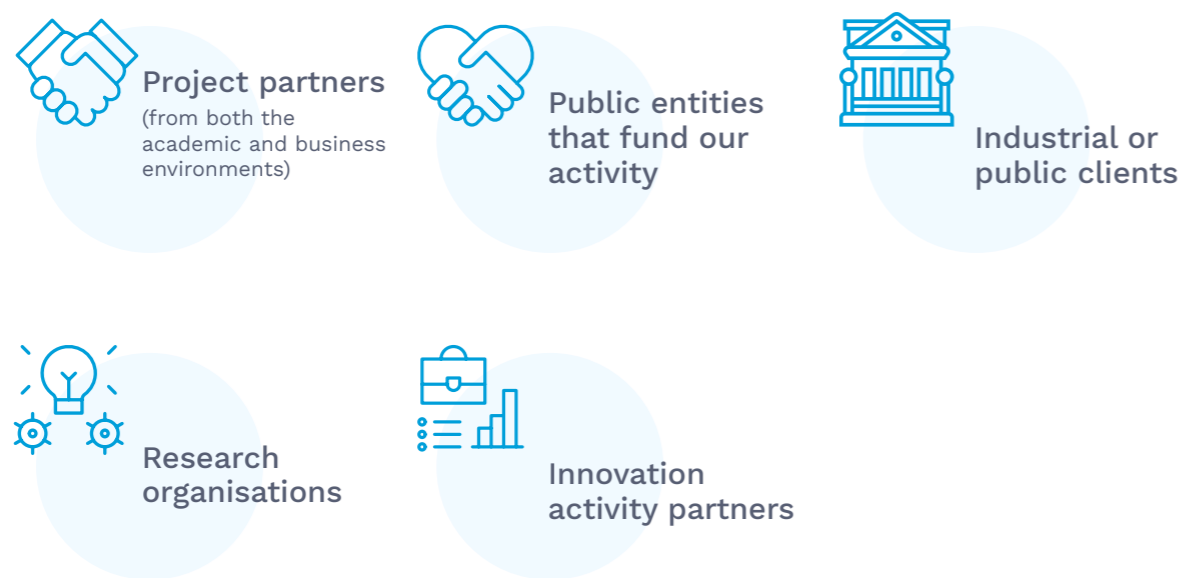 Project partners
(from both the
academic and business
environments)
Public entities
that fund our
activity
Industrial or
public clients
Research
organisations
Innovation
activity partners